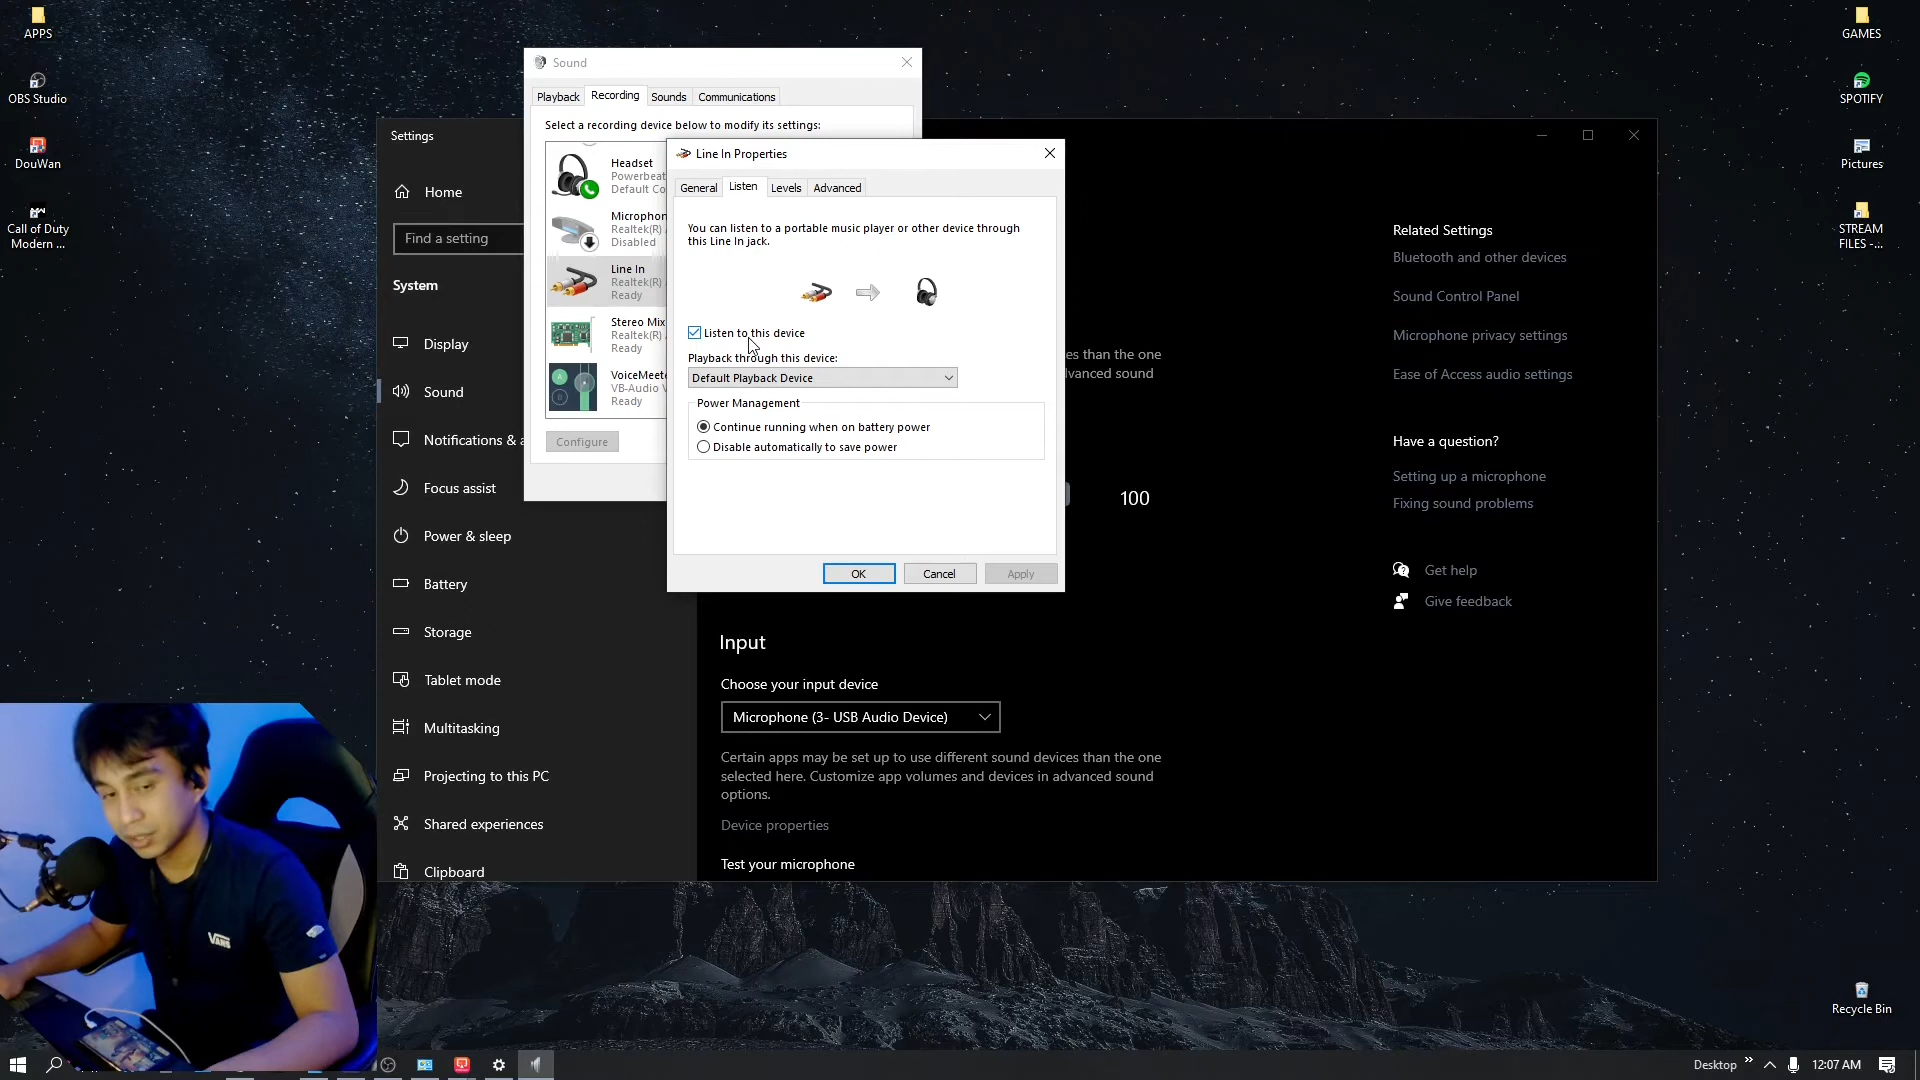 APPS
OBS Studio
DouWan
Call of Duty
Modern ...
GAMES
SPOTIFY
Pictures
STREAM
FILES -...
Recycle Bin
Sound
Playback
Recording
Sounds
Communications
Select a recording device below to modify its settings:
Headset
Powerbeat
Default Co
Microphon
Realtek(R)
Disabled
Line In
Realtek(R)
Ready
Stereo Mix
Realtek(R)
Ready
VoiceMeete
VB-Audio V
Ready
Configure
Line In Properties
General
Listen
Levels
Advanced
You can listen to a portable music player or other device through
this Line In jack.
Listen to this device
Playback through this device:
Default Playback Device
Power Management
Continue running when on battery power
Disable automatically to save power
OK
Cancel
Apply
Settings
Home
Find a setting
System
Display
Sound
Notifications & a
Focus assist
Power & sleep
Battery
Storage
Tablet mode
Multitasking
Projecting to this PC
Shared experiences
Clipboard
es than the one
dvanced sound
100
Input
Choose your input device
Microphone (3- USB Audio Device)
Certain apps may be set up to use different sound devices than the one
selected here. Customize app volumes and devices in advanced sound
options.
Device properties
Test your microphone
Related Settings
Bluetooth and other devices
Sound Control Panel
Microphone privacy settings
Ease of Access audio settings
Have a question?
Setting up a microphone
Fixing sound problems
Get help
Give feedback
VANS
Desktop
12:07 AM